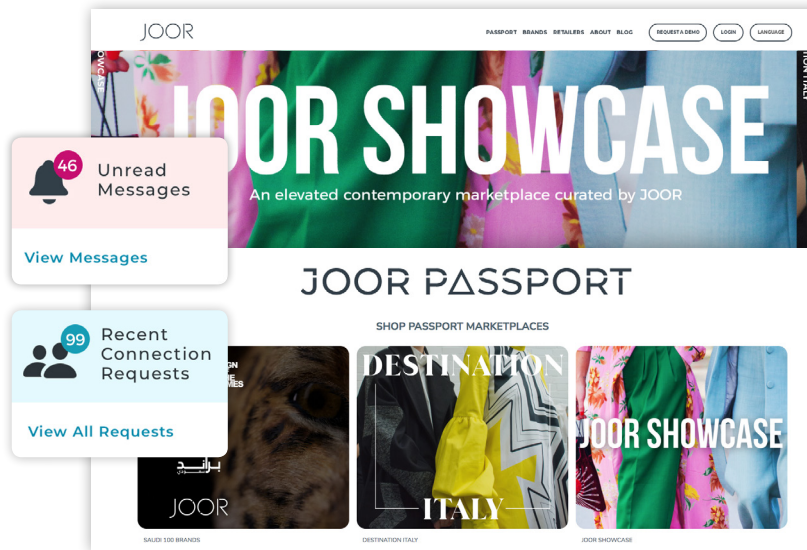 JOOR
PASSPORT BRANDS RETAILERS ABOUT BLOG REQUEST A DEMO LOGIN LANGUAGE
JOOR SHOWCASE
An elevated contemporary marketplace curated by JOOR
46
Unread
Messages
View Messages
JOOR PASSPORT
SHOP PASSPORT MARKETPLACES
99
Recent
Connection
Requests
View All Requests
براند
JOOR
SAUDI 100 BRANDS
DESTINATION
ITALY
DESTINATION ITALY
JOOR SHOWCASE
JOOR SHOWCASE